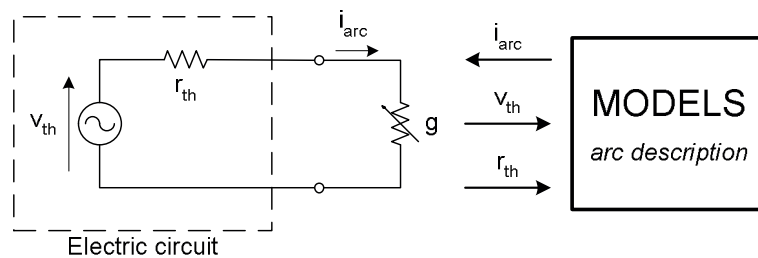 i_arc
r_th
v_th
g
Electric circuit
i_arc
v_th
r_th
MODELS
arc description